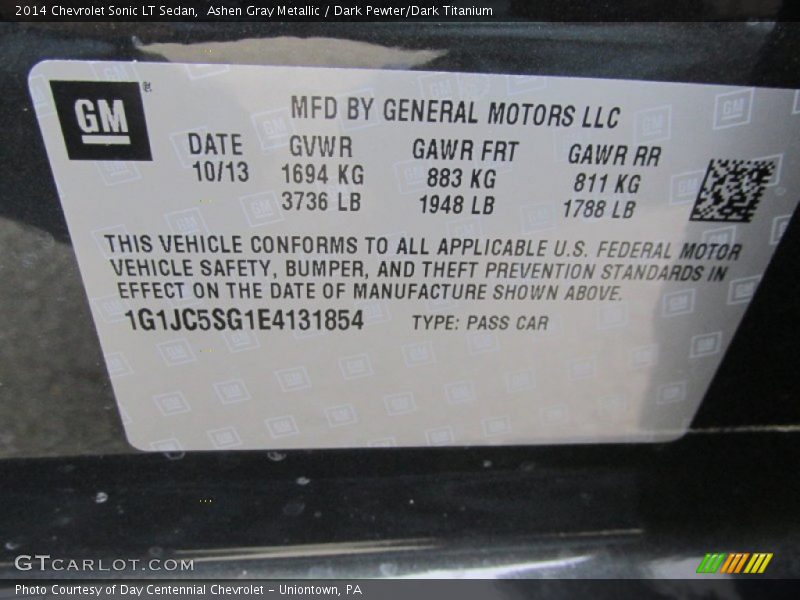 2014 Chevrolet Sonic LT Sedan,  Ashen Gray Metallic / Dark Pewter/Dark Titanium
GM ®
MFD BY GENERAL MOTORS LLC
DATE GVWR GAWR FRT GAWR RR
10/13 1694 KG 883 KG 811 KG
3736 LB 1948 LB 1788 LB
THIS VEHICLE CONFORMS TO ALL APPLICABLE U.S. FEDERAL MOTOR
VEHICLE SAFETY, BUMPER, AND THEFT PREVENTION STANDARDS IN
EFFECT ON THE DATE OF MANUFACTURE SHOWN ABOVE.
1G1JC5SG1E4131854 TYPE: PASS CAR
GTCARLOT.COM
Photo Courtesy of Day Centennial Chevrolet – Uniontown, PA